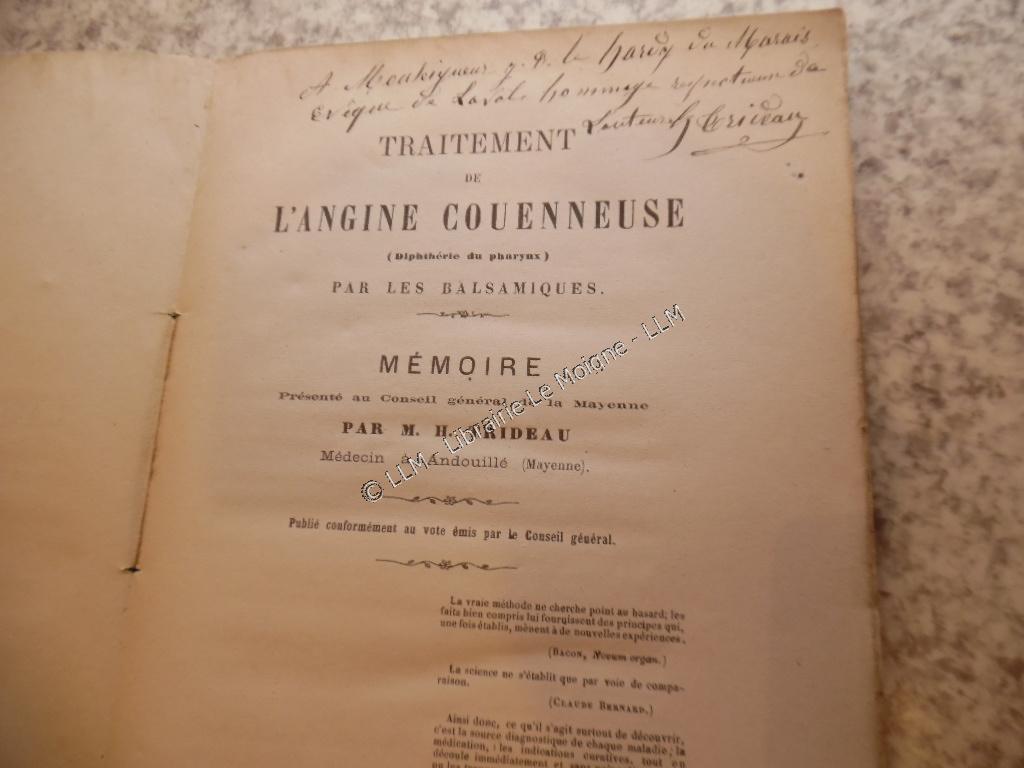 A Monseigneur le hardy du Marais
Evêque de Laval hommage respectueux de
L'auteur H Trideau
TRAITEMENT
DE
L'ANGINE COUENNEUSE
(Diphthérie du pharynx)
PAR LES BALSAMIQUES.
MÉMOIRE
Présenté au Conseil général de la Mayenne
PAR M. H. TRIDEAU
Médecin à Andouillé (Mayenne).
Publié conformément au vote émis par le Conseil général.
La vraie méthode ne cherche point au hasard; les
faits bien compris lui fournissent des principes qui,
une fois établis, mènent à de nouvelles expériences.
(BACON, Novum organ.)
La science ne s'établit que par voie de compa-
raison.
(CLAUDE BERNARD.)
Ainsi donc, ce qu'il s'agit surtout de découvrir,
c'est la source diagnostique de chaque maladie; la
médication, les indications curatives, tout en
découle immédiatement et sans
© LLM - Librairie Le Moigne - LLM